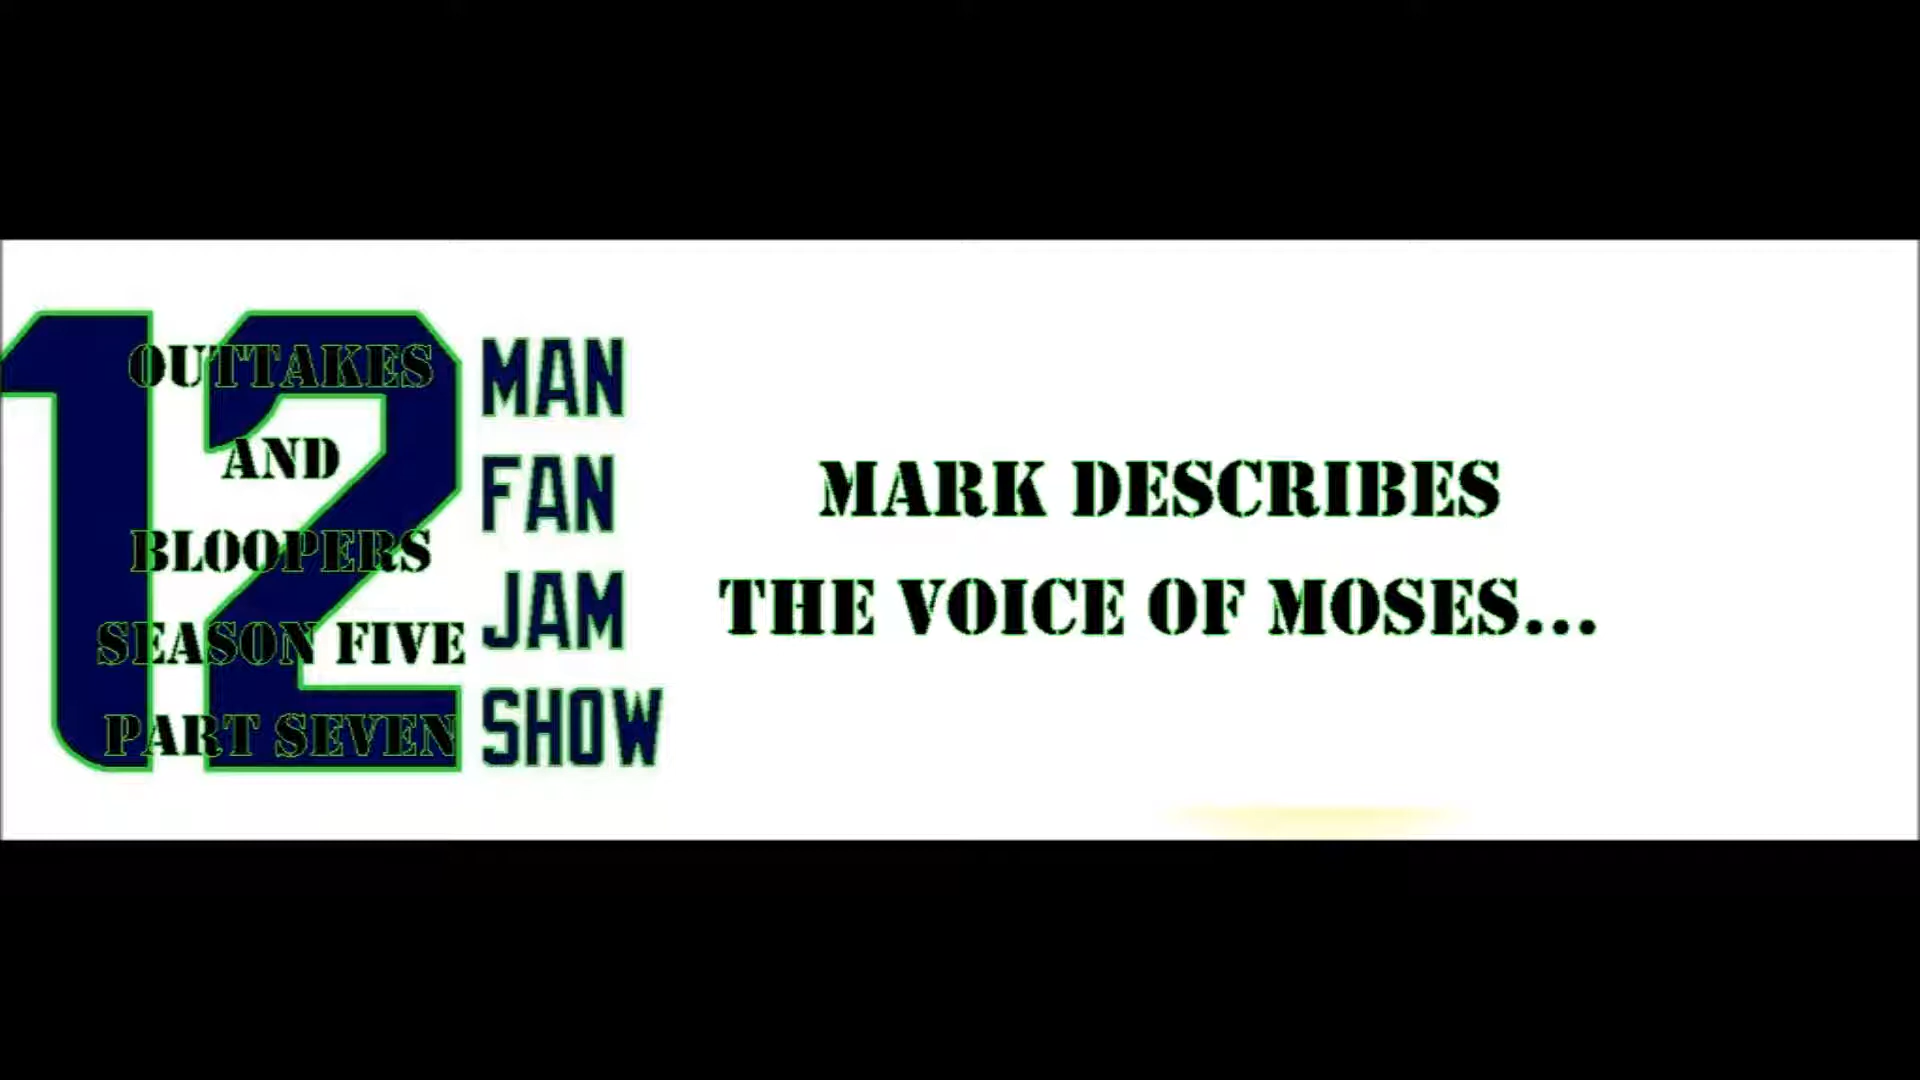 12
MAN
FAN
JAM
SHOW
OUTTAKES
AND
BLOOPERS
SEASON FIVE
PART SEVEN
MARK DESCRIBES
THE VOICE OF MOSES...